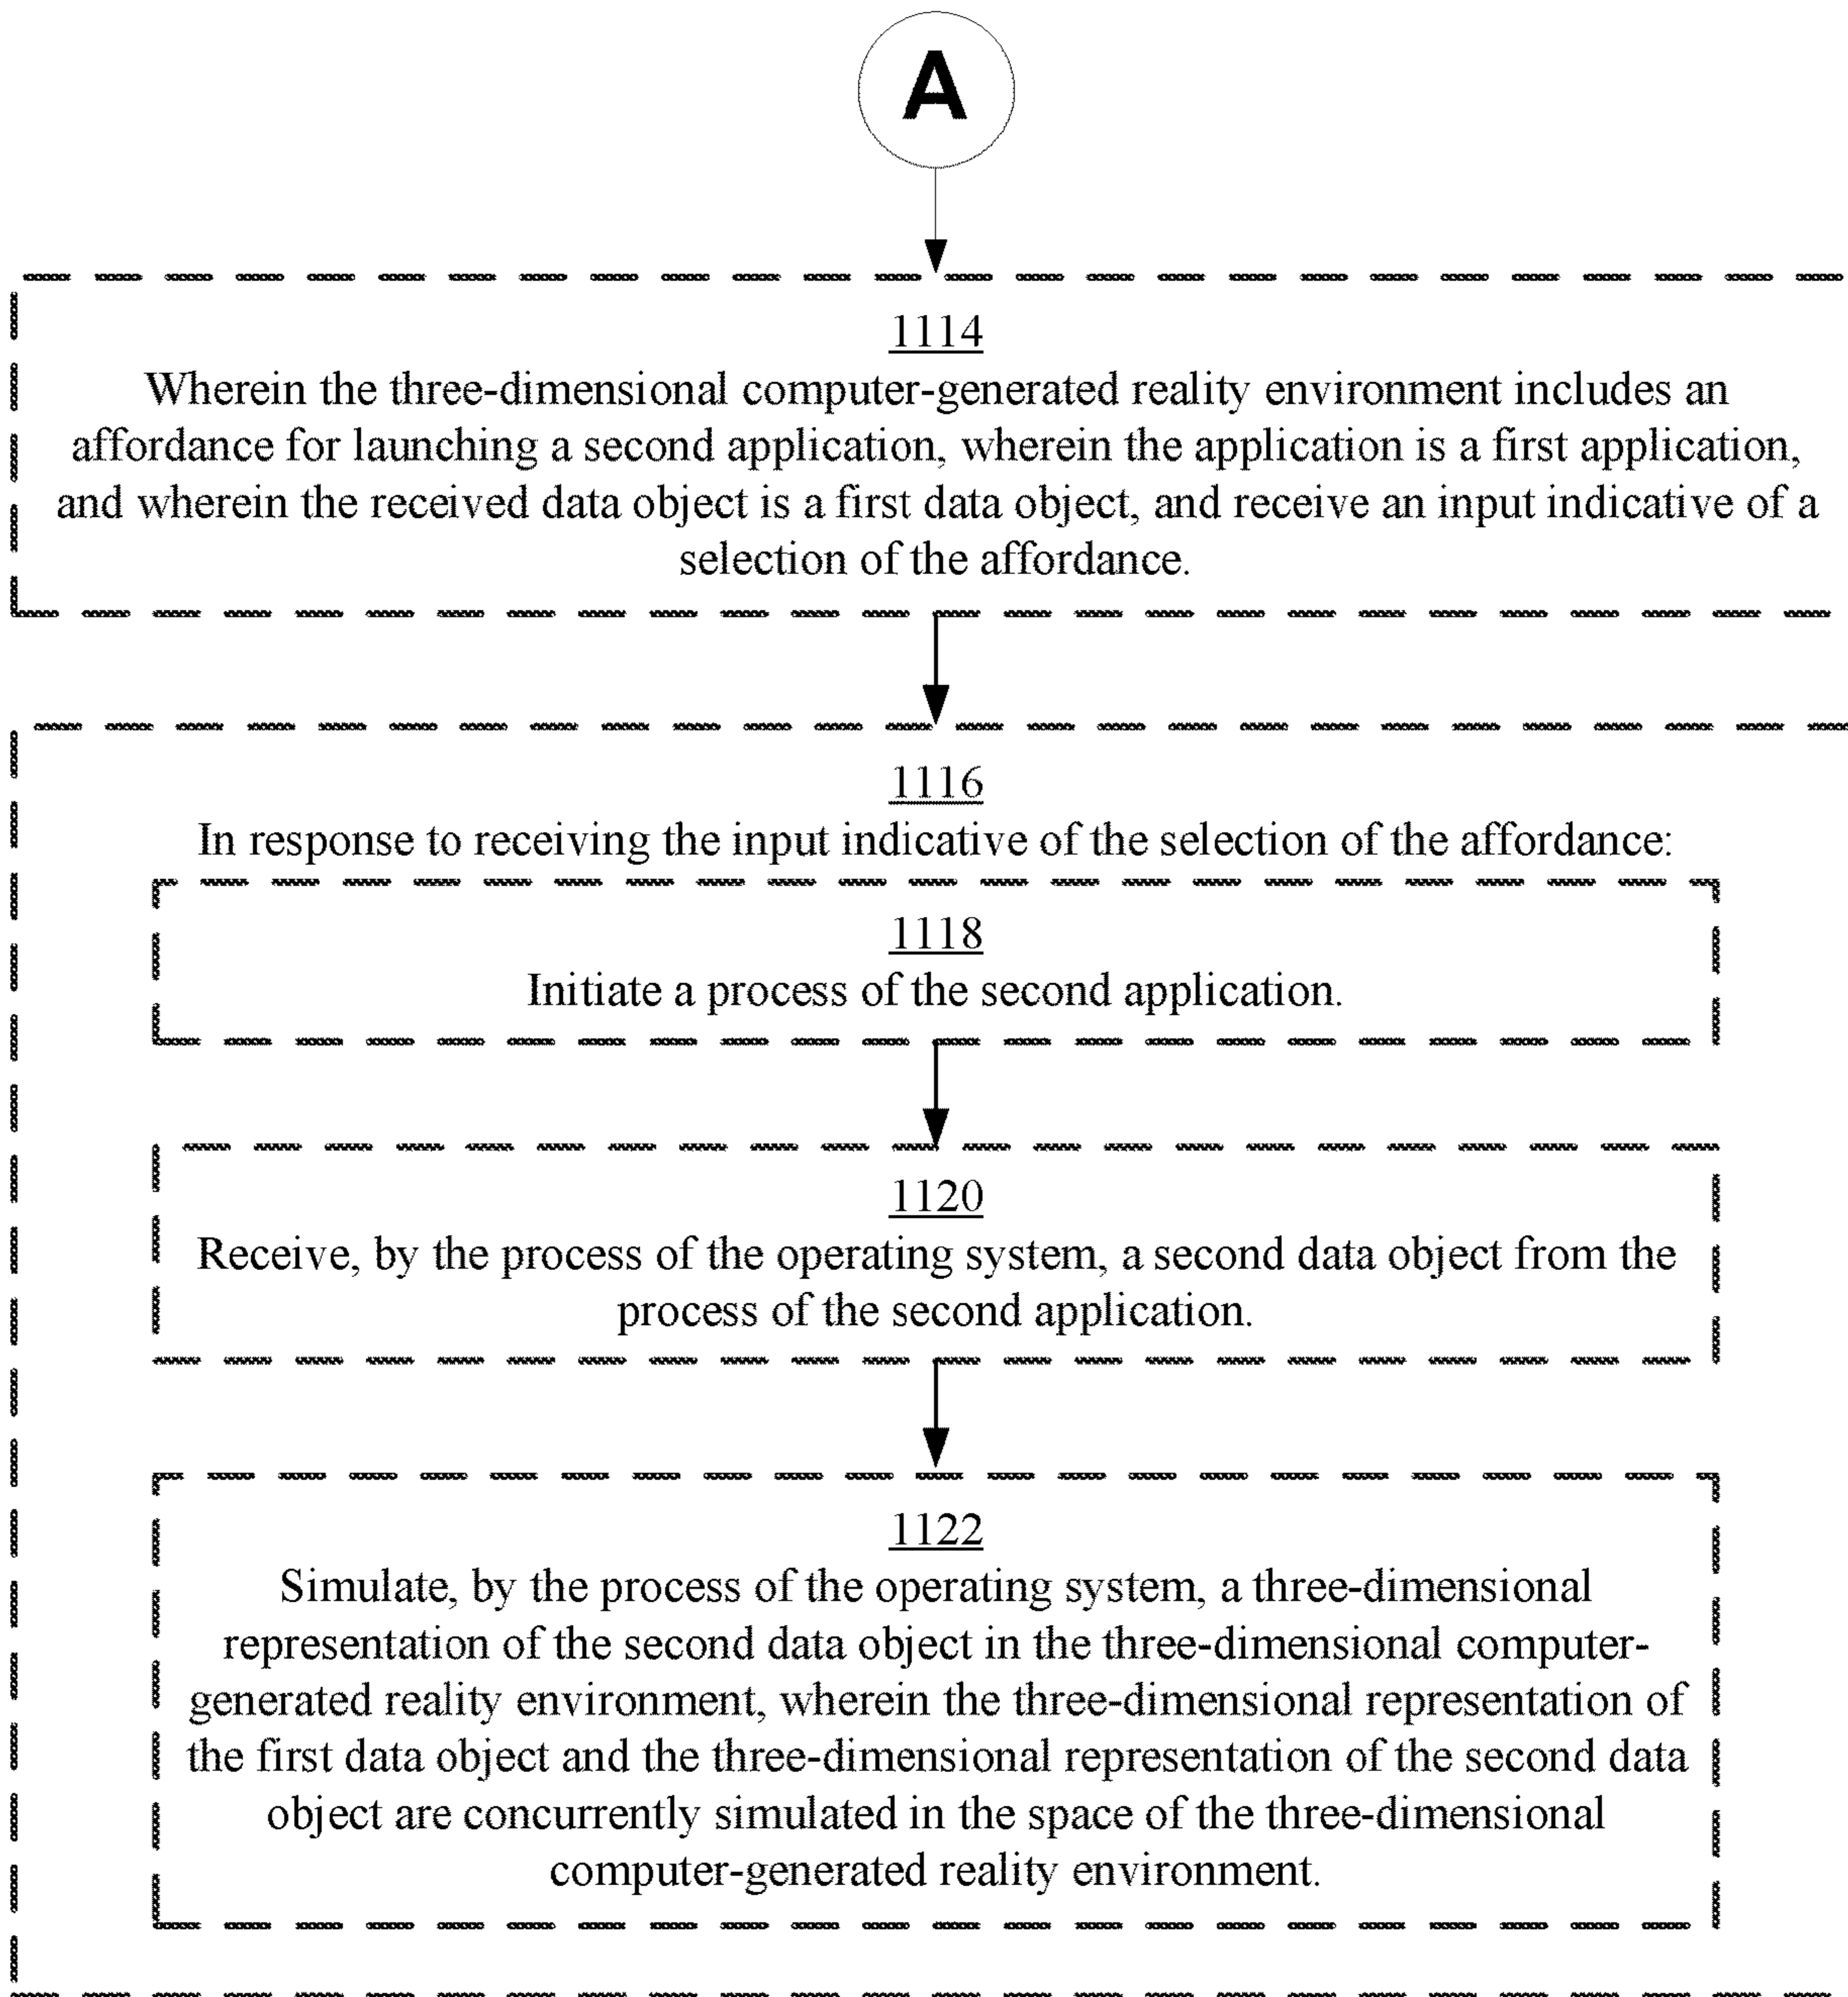 A
1114
Wherein the three-dimensional computer-generated reality environment includes an
affordance for launching a second application, wherein the application is a first application,
and wherein the received data object is a first data object, and receive an input indicative of a
selection of the affordance.
1116
In response to receiving the input indicative of the selection of the affordance:
1118
Initiate a process of the second application.
1120
Receive, by the process of the operating system, a second data object from the
process of the second application.
1122
Simulate, by the process of the operating system, a three-dimensional
representation of the second data object in the three-dimensional computer-
generated reality environment, wherein the three-dimensional representation of
the first data object and the three-dimensional representation of the second data
object are concurrently simulated in the space of the three-dimensional
computer-generated reality environment.